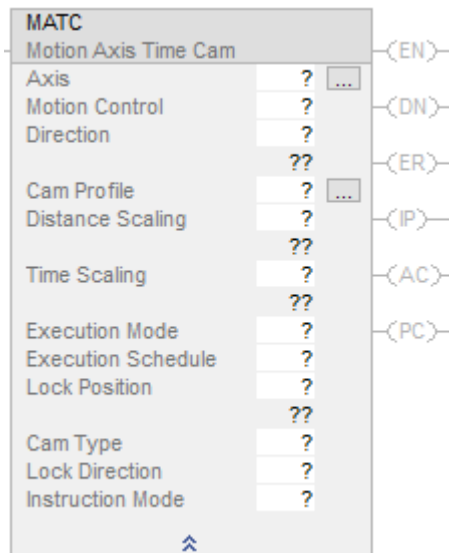 MATC
Motion Axis Time Cam
(EN)
Axis ? ...
Motion Control ?
(DN)
Direction ?
??
(ER)
Cam Profile ? ...
Distance Scaling ?
(IP)
??
Time Scaling ?
(AC)
??
Execution Mode ?
(PC)
Execution Schedule ?
Lock Position ?
??
Cam Type ?
Lock Direction ?
Instruction Mode ?